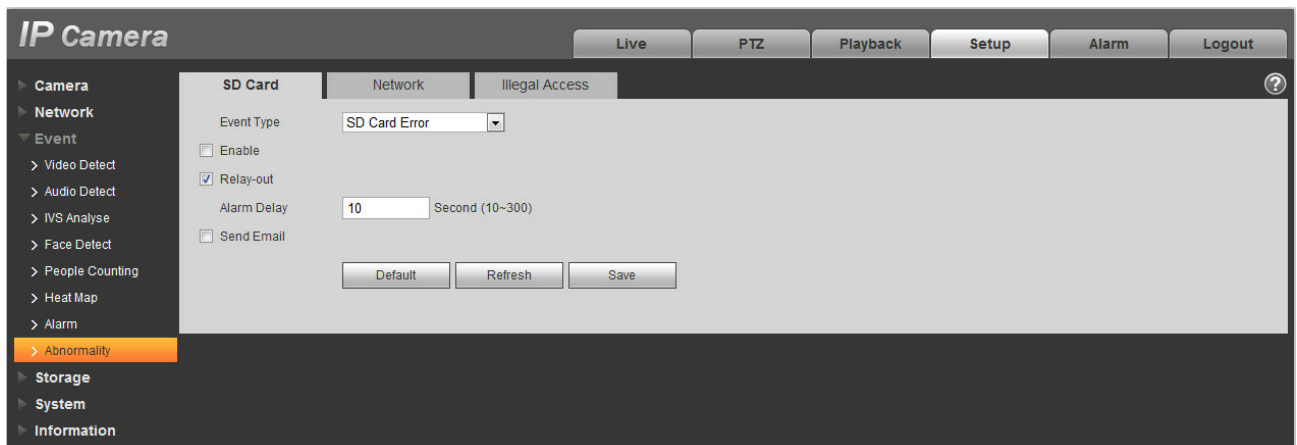 IP Camera
Live PTZ Playback Setup Alarm Logout
Camera
Network
Event
Video Detect
Audio Detect
IVS Analyse
Face Detect
People Counting
Heat Map
Alarm
Abnormality
Storage
System
Information
SD Card Network Illegal Access ?
Event Type SD Card Error
Enable
Relay-out
Alarm Delay 10 Second (10~300)
Send Email
Default Refresh Save